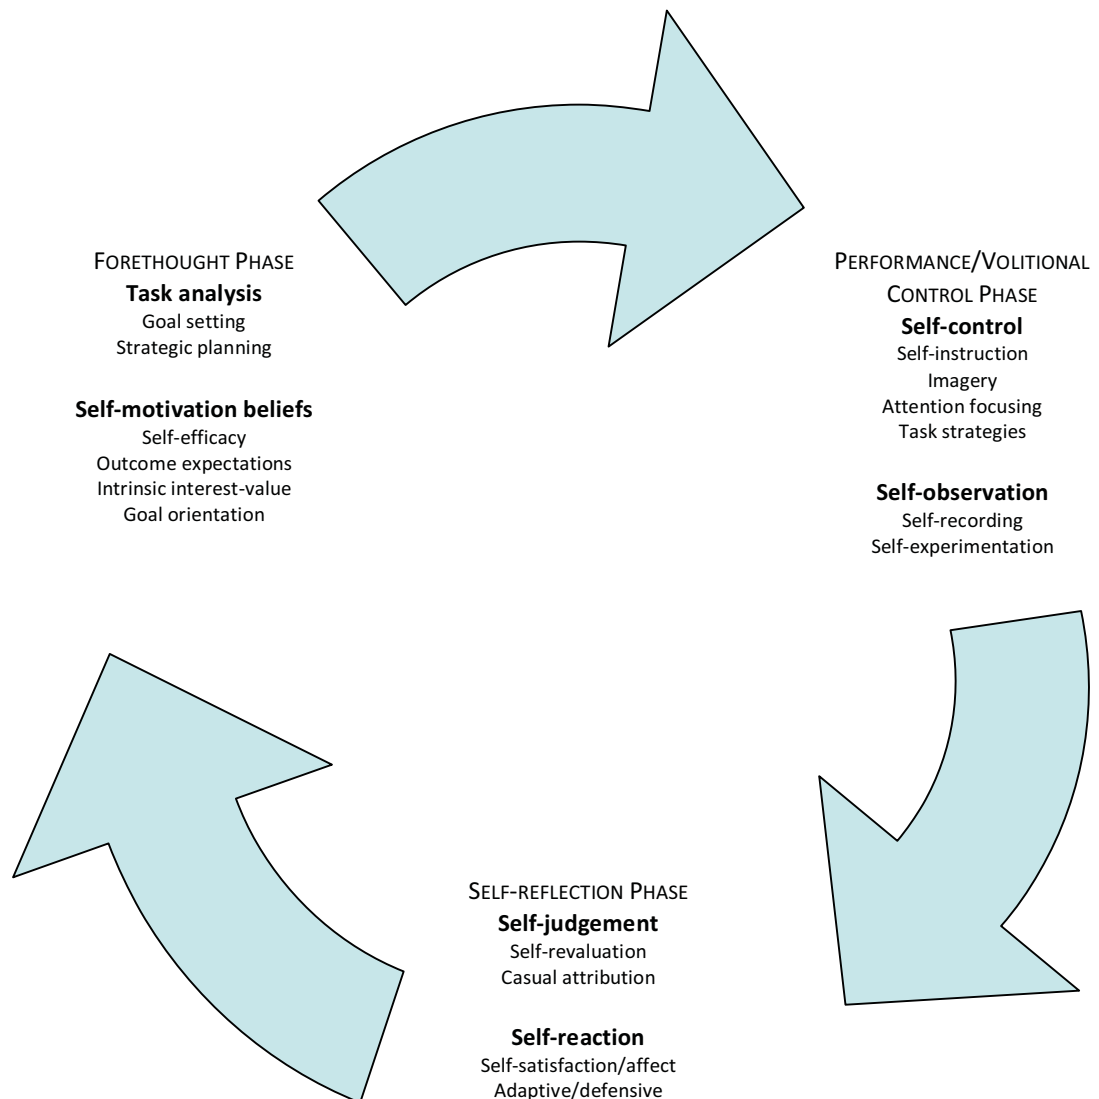 FORETHOUGHT PHASE
Task analysis
Goal setting
Strategic planning
Self-motivation beliefs
Self-efficacy
Outcome expectations
Intrinsic interest-value
Goal orientation
PERFORMANCE/VOLITIONAL
CONTROL PHASE
Self-control
Self-instruction
Imagery
Attention focusing
Task strategies
Self-observation
Self-recording
Self-experimentation
SELF-REFLECTION PHASE
Self-judgement
Self-revaluation
Casual attribution
Self-reaction
Self-satisfaction/affect
Adaptive/defensive